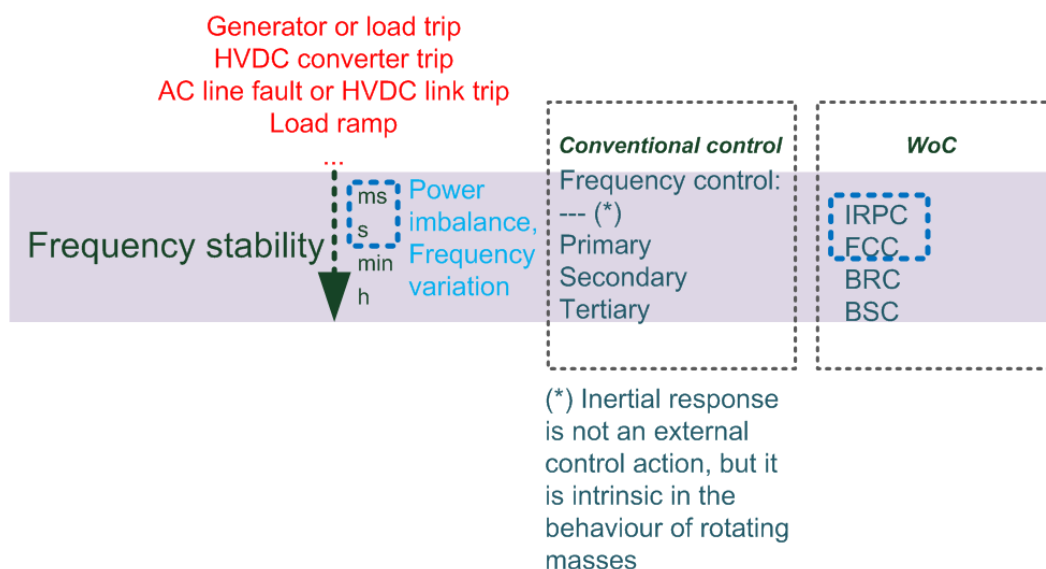 Generator or load trip
HVDC converter trip
AC line fault or HVDC link trip
Load ramp
...
Frequency stability
ms
s
min
h
Power
imbalance,
Frequency
variation
Conventional control
Frequency control:
--- (*)
Primary
Secondary
Tertiary
WoC
IRPC
FCC
BRC
BSC
(*) Inertial response
is not an external
control action, but it
is intrinsic in the
behaviour of rotating
masses